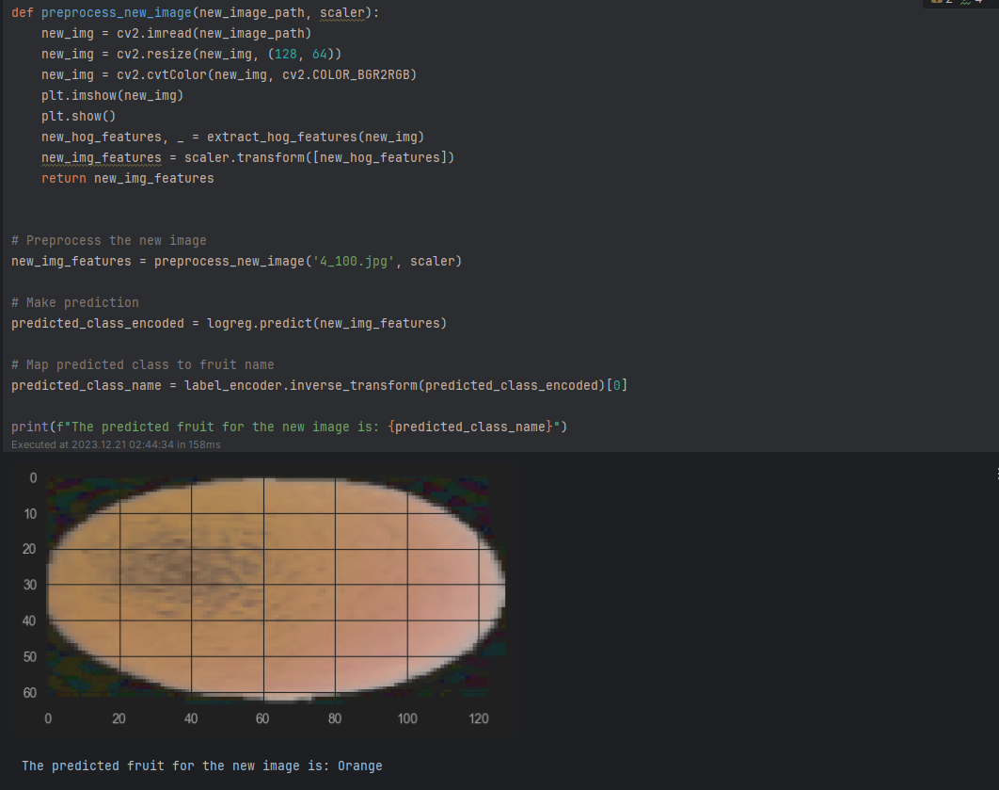 2 4
def preprocess_new_image(new_image_path, scaler):
    new_img = cv2.imread(new_image_path)
    new_img = cv2.resize(new_img, (128, 64))
    new_img = cv2.cvtColor(new_img, cv2.COLOR_BGR2RGB)
    plt.imshow(new_img)
    plt.show()
    new_hog_features, _ = extract_hog_features(new_img)
    new_img_features = scaler.transform([new_hog_features])
    return new_img_features
# Preprocess the new image
new_img_features = preprocess_new_image('4_100.jpg', scaler)
# Make prediction
predicted_class_encoded = logreg.predict(new_img_features)
# Map predicted class to fruit name
predicted_class_name = label_encoder.inverse_transform(predicted_class_encoded)[0]
print(f"The predicted fruit for the new image is: {predicted_class_name}")
Executed at 2023.12.21 02:44:34 in 158ms
0
10
20
30
40
50
60
0 20 40 60 80 100 120
The predicted fruit for the new image is: Orange